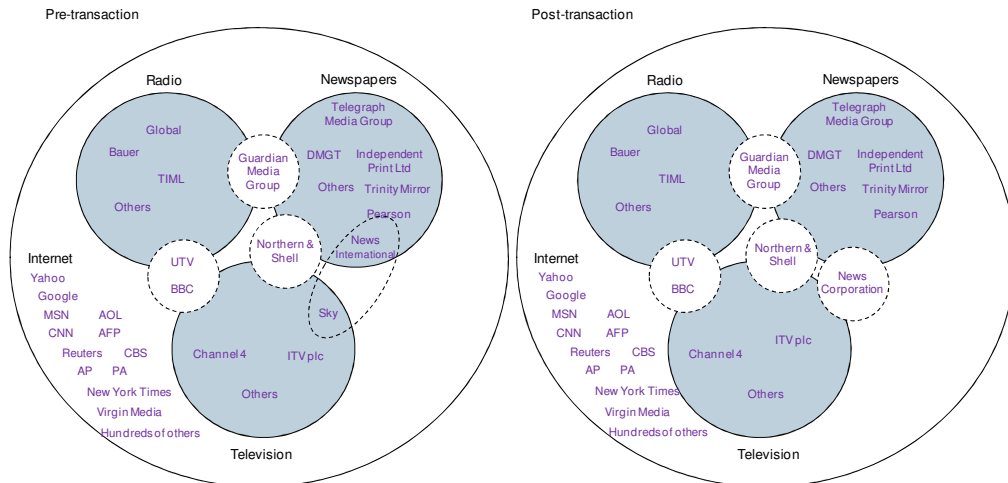 Pre-transaction
Radio
Newspapers
Telegraph
Media Group
Global
Bauer
TIML
Others
Guardian
Media
Group
DMGT
Independent
Print Ltd
Others
Trinity Mirror
Pearson
News
International
Northern &
Shell
UTV
BBC
Internet
Yahoo
Google
MSN AOL
CNN AFP
Reuters CBS
AP PA
New York Times
Virgin Media
Hundreds of others
Sky
Channel 4
ITV plc
Others
Television
Post-transaction
Radio
Newspapers
Telegraph
Media Group
Global
Bauer
TIML
Others
Guardian
Media
Group
DMGT
Independent
Print Ltd
Others
Trinity Mirror
Pearson
Northern &
Shell
News
Corporation
UTV
BBC
Internet
Yahoo
Google
MSN AOL
CNN AFP
Reuters CBS
AP PA
New York Times
Virgin Media
Hundreds of others
Channel 4
ITV plc
Others
Television